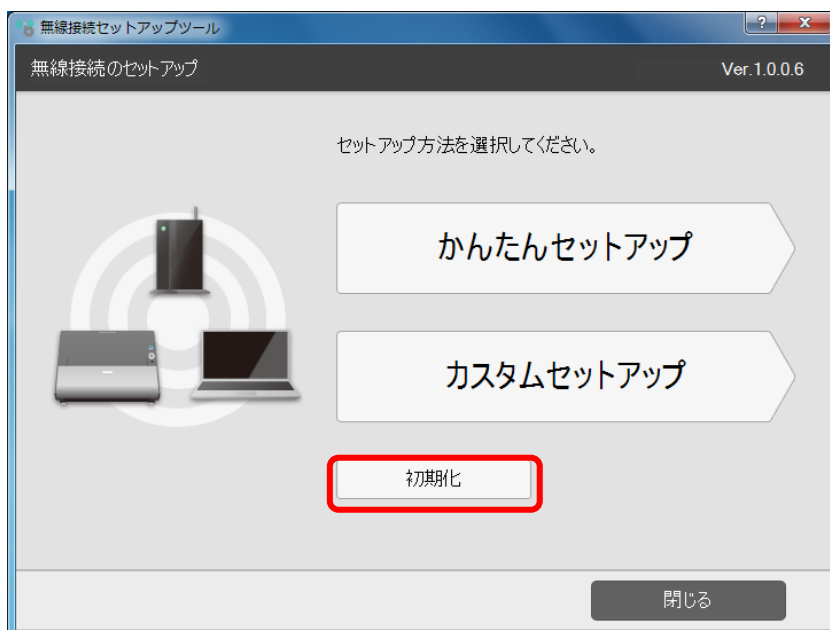 無線接続セットアップツール
無線接続のセットアップ
Ver.1.0.0.6
セットアップ方法を選択してください。
かんたんセットアップ
カスタムセットアップ
初期化
閉じる